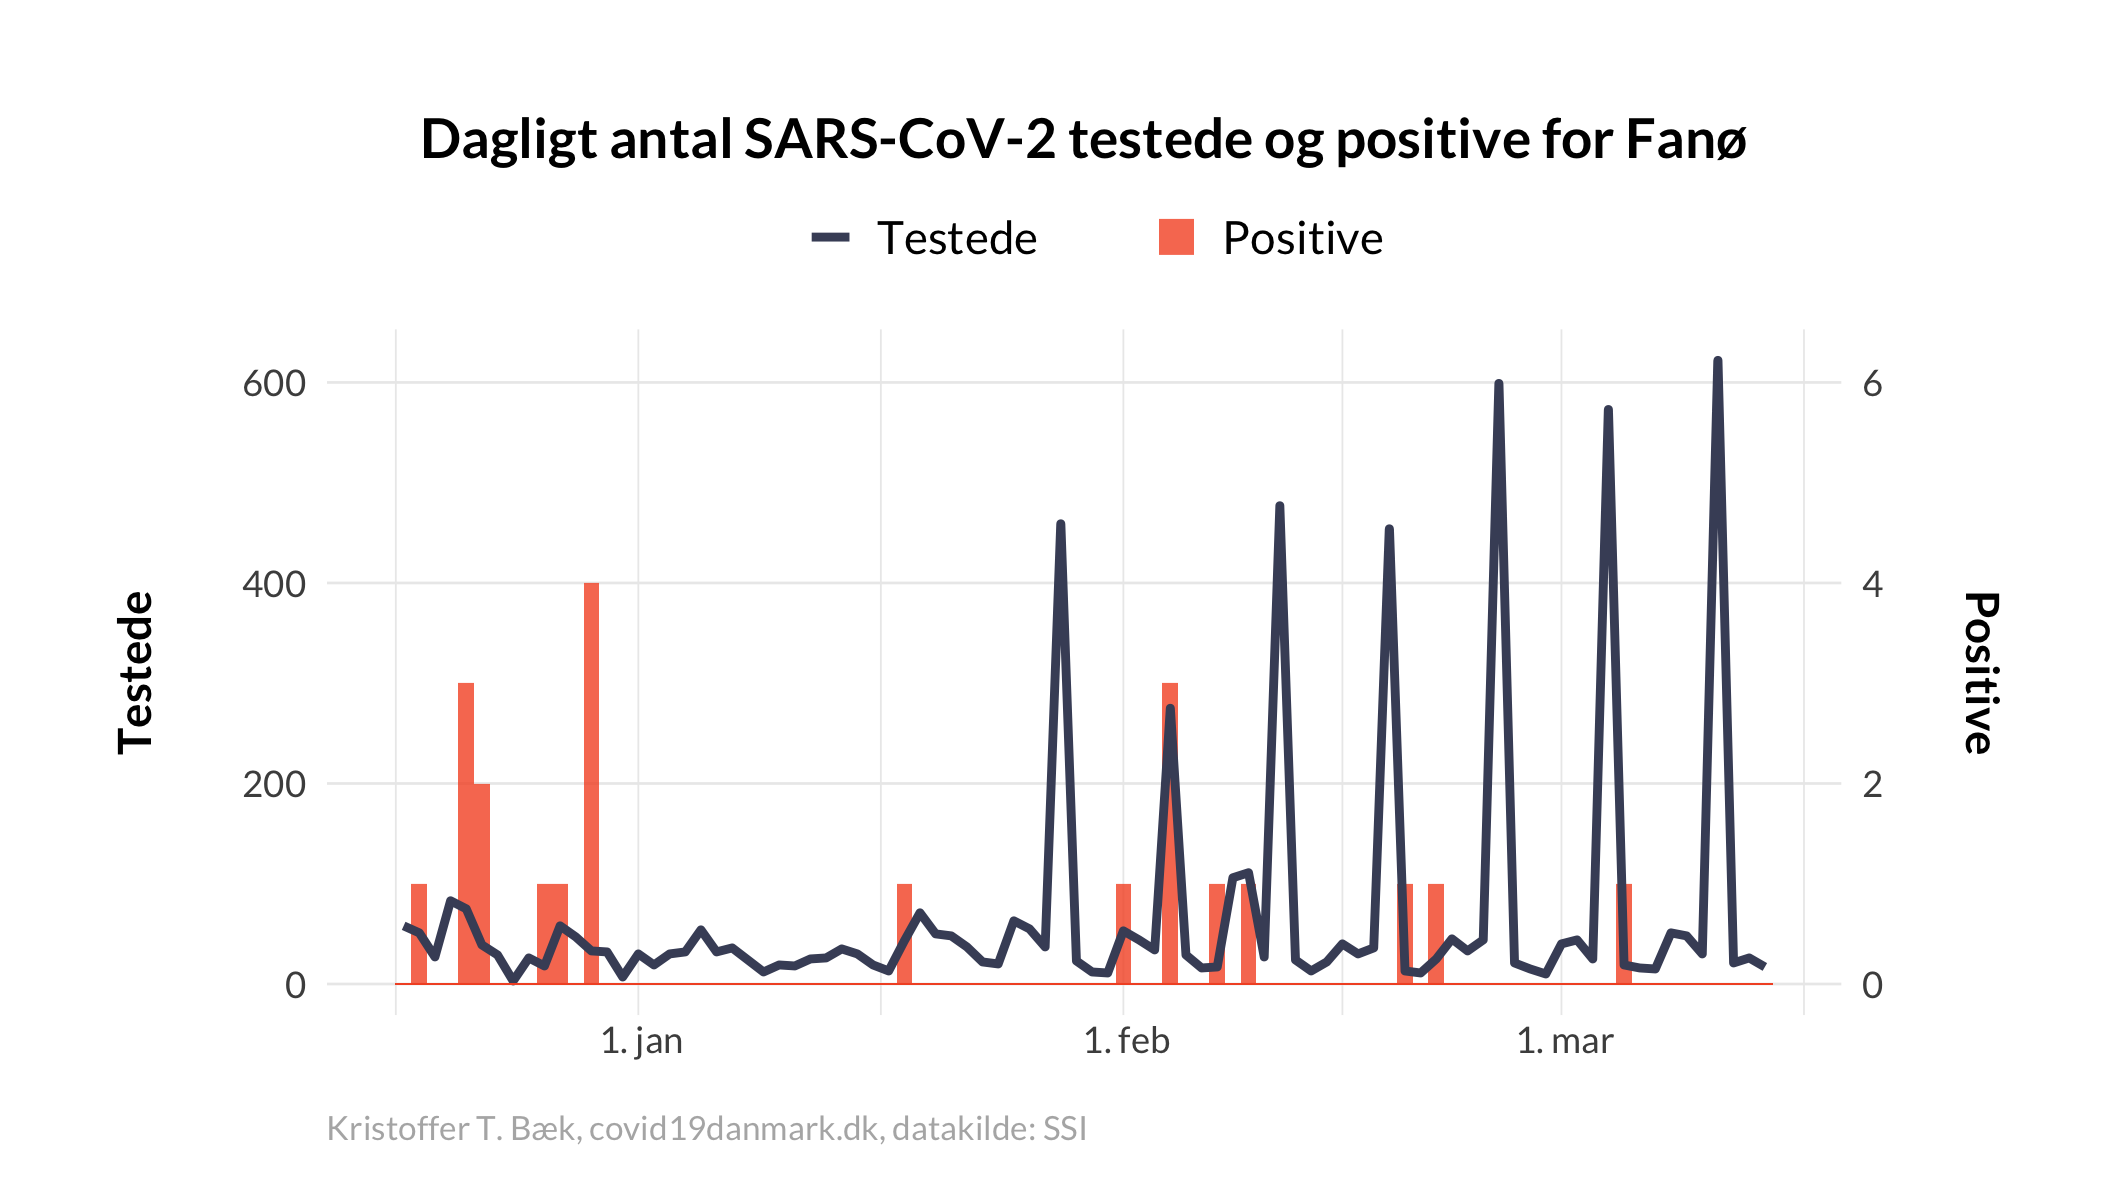 Dagligt antal SARS-CoV-2 testede og positive for Fanø
Testede Positive
600 6
400 4
Testede Positive
200 2
0 0
1. jan 1. feb 1. mar
Kristoffer T. Bæk, covid19danmark.dk, datakilde: SSI